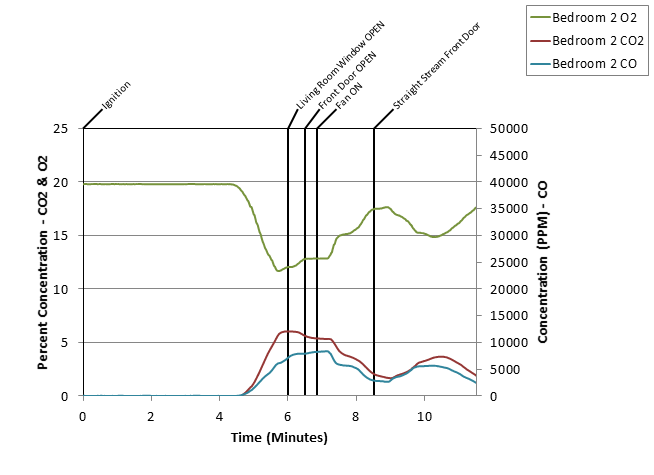 Bedroom 2 O2
Bedroom 2 CO2
Bedroom 2 CO
Ignition
Living Room Window OPEN
Front Door OPEN
Fan ON
Straight Stream Front Door
Percent Concentration - CO2 & O2
25
20
15
10
5
0
50000
45000
40000
35000
30000
25000
20000
15000
10000
5000
0
Concentration (PPM) - CO
0 2 4 6 8 10
Time (Minutes)